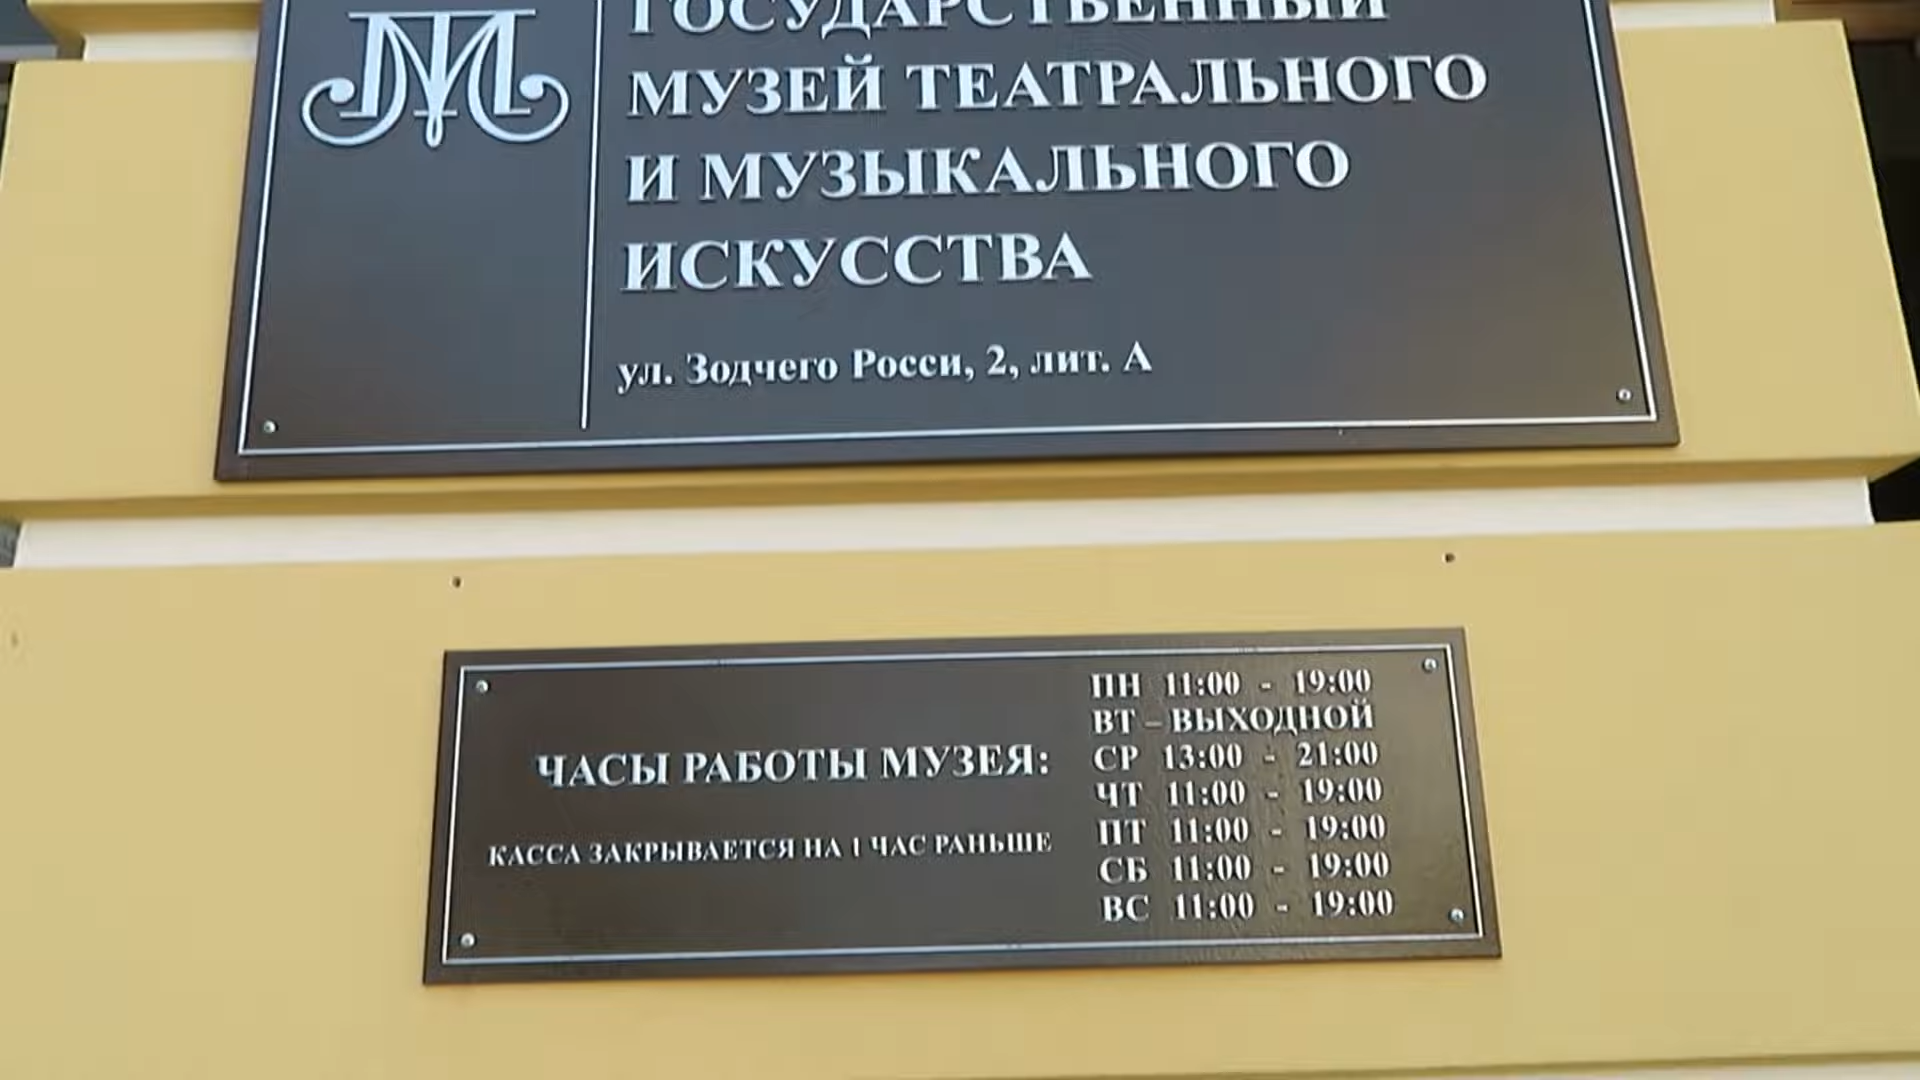 ГОСУДАРСТВЕННЫЙ
МУЗЕЙ ТЕАТРАЛЬНОГО
И МУЗЫКАЛЬНОГО
ИСКУССТВА
ул. Зодчего Росси, 2, лит. А
ЧАСЫ РАБОТЫ МУЗЕЯ:
КАССА ЗАКРЫВАЕТСЯ НА 1 ЧАС РАНЬШЕ
ПН 11:00 - 19:00
ВТ – ВЫХОДНОЙ
СР 13:00 - 21:00
ЧТ 11:00 - 19:00
ПТ 11:00 - 19:00
СБ 11:00 - 19:00
ВС 11:00 - 19:00